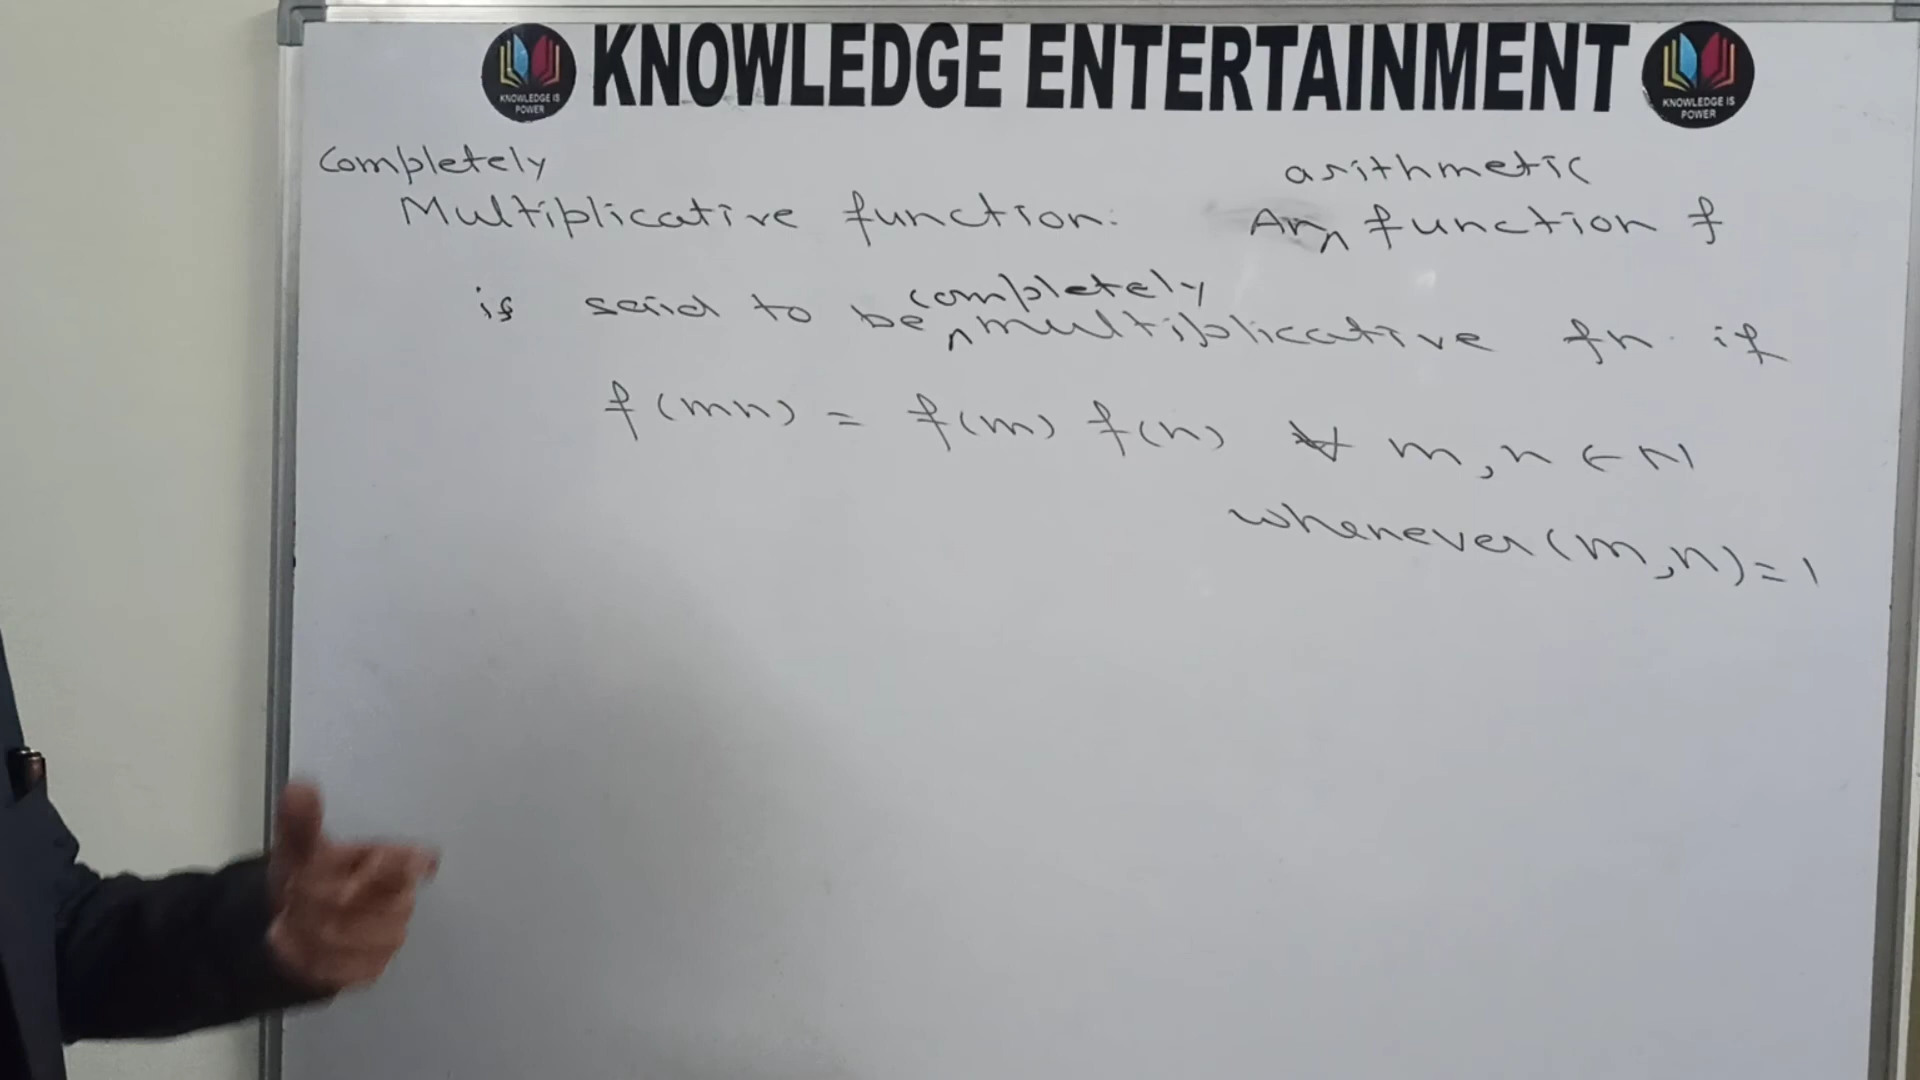 KNOWLEDGE ENTERTAINMENT
KNOWLEDGE IS
POWER
KNOWLEDGE IS
POWER
Completely arithmetic
Multiplicative function: An ^ function f
is said to be ^ completely multiplicative fn. if
f(mn) = f(m) f(n) ∀ m, n ∈ N
whenever (m, n) = 1